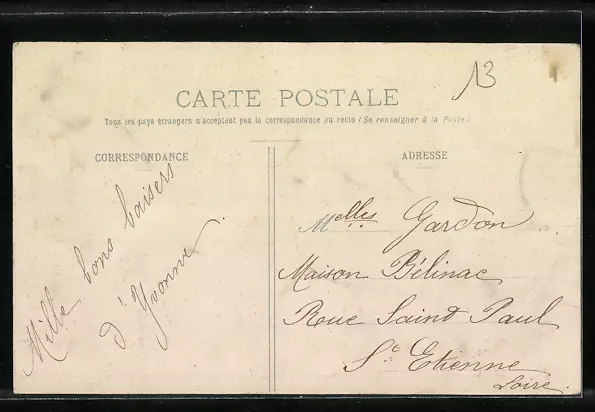 13
CARTE POSTALE
Tous les pays étrangers n'acceptent pas la correspondance au recto (Se renseigner à la Poste)
CORRESPONDANCE
Mille bons baisers
d'Yvonne
ADRESSE
Melles Gardon
Maison Bélinac
Rue Saint Paul
St Etienne
Loire